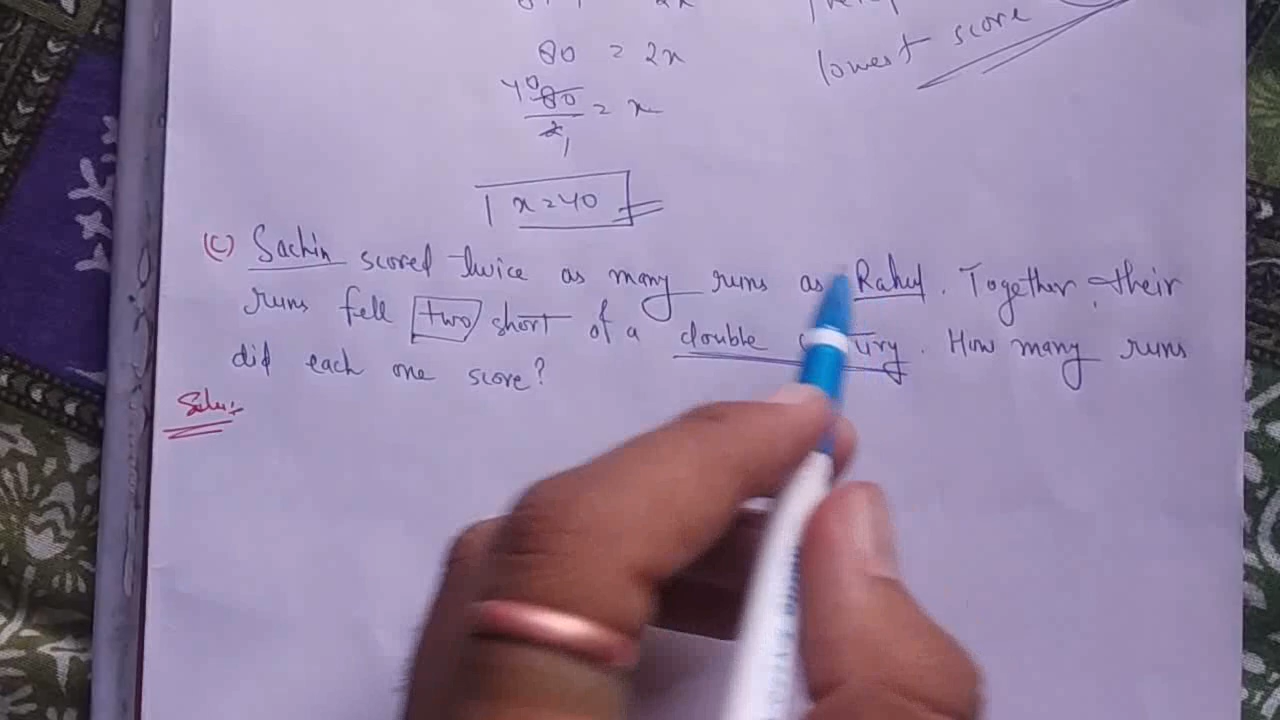 80 = 2x
40
80/2 = x
1
x=40
lowest score
(c) Sachin scored twice as many runs as Rahul. Together, their
runs fell two short of a double how many runs
did each one score?
Soln: